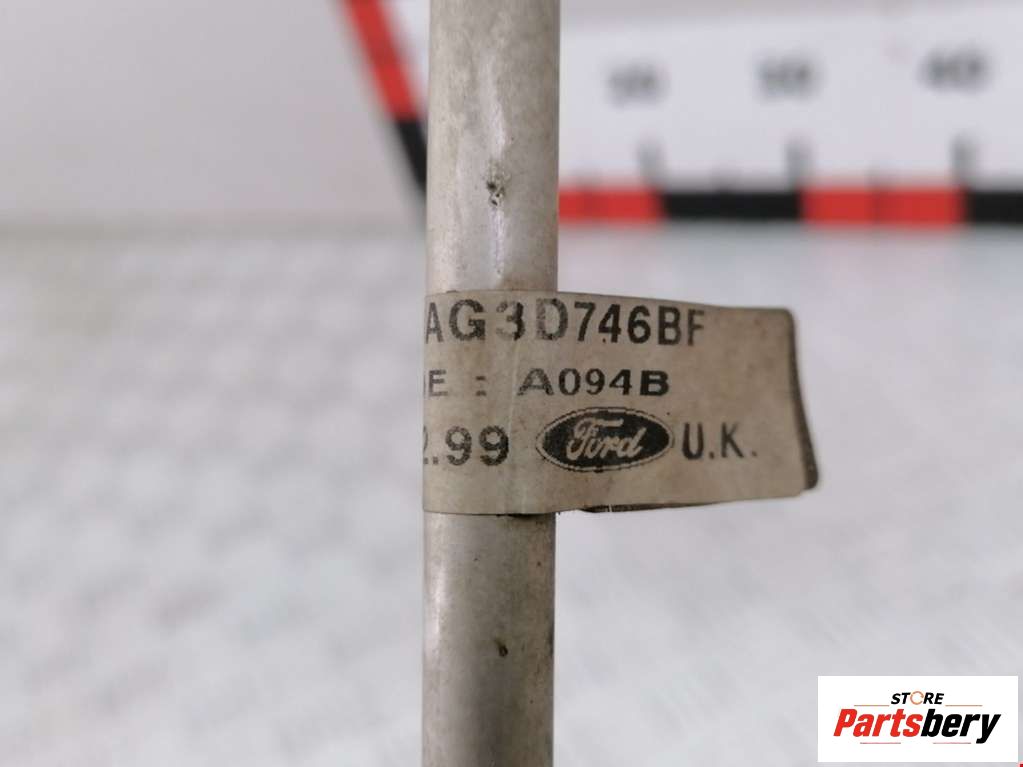 AG3D746BF
E : A094B
2.99 Ford U.K.
STORE
Partsbery